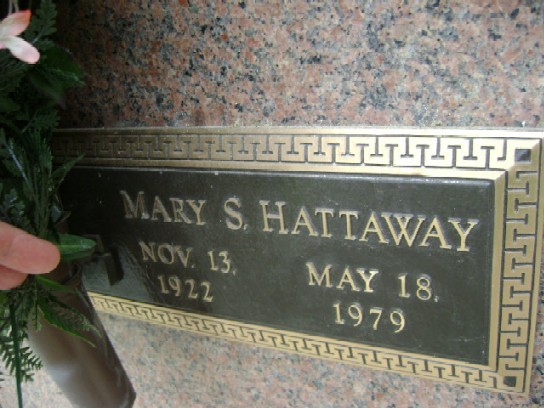 MARY S. HATTAWAY
NOV. 13, MAY 18,
1922 1979